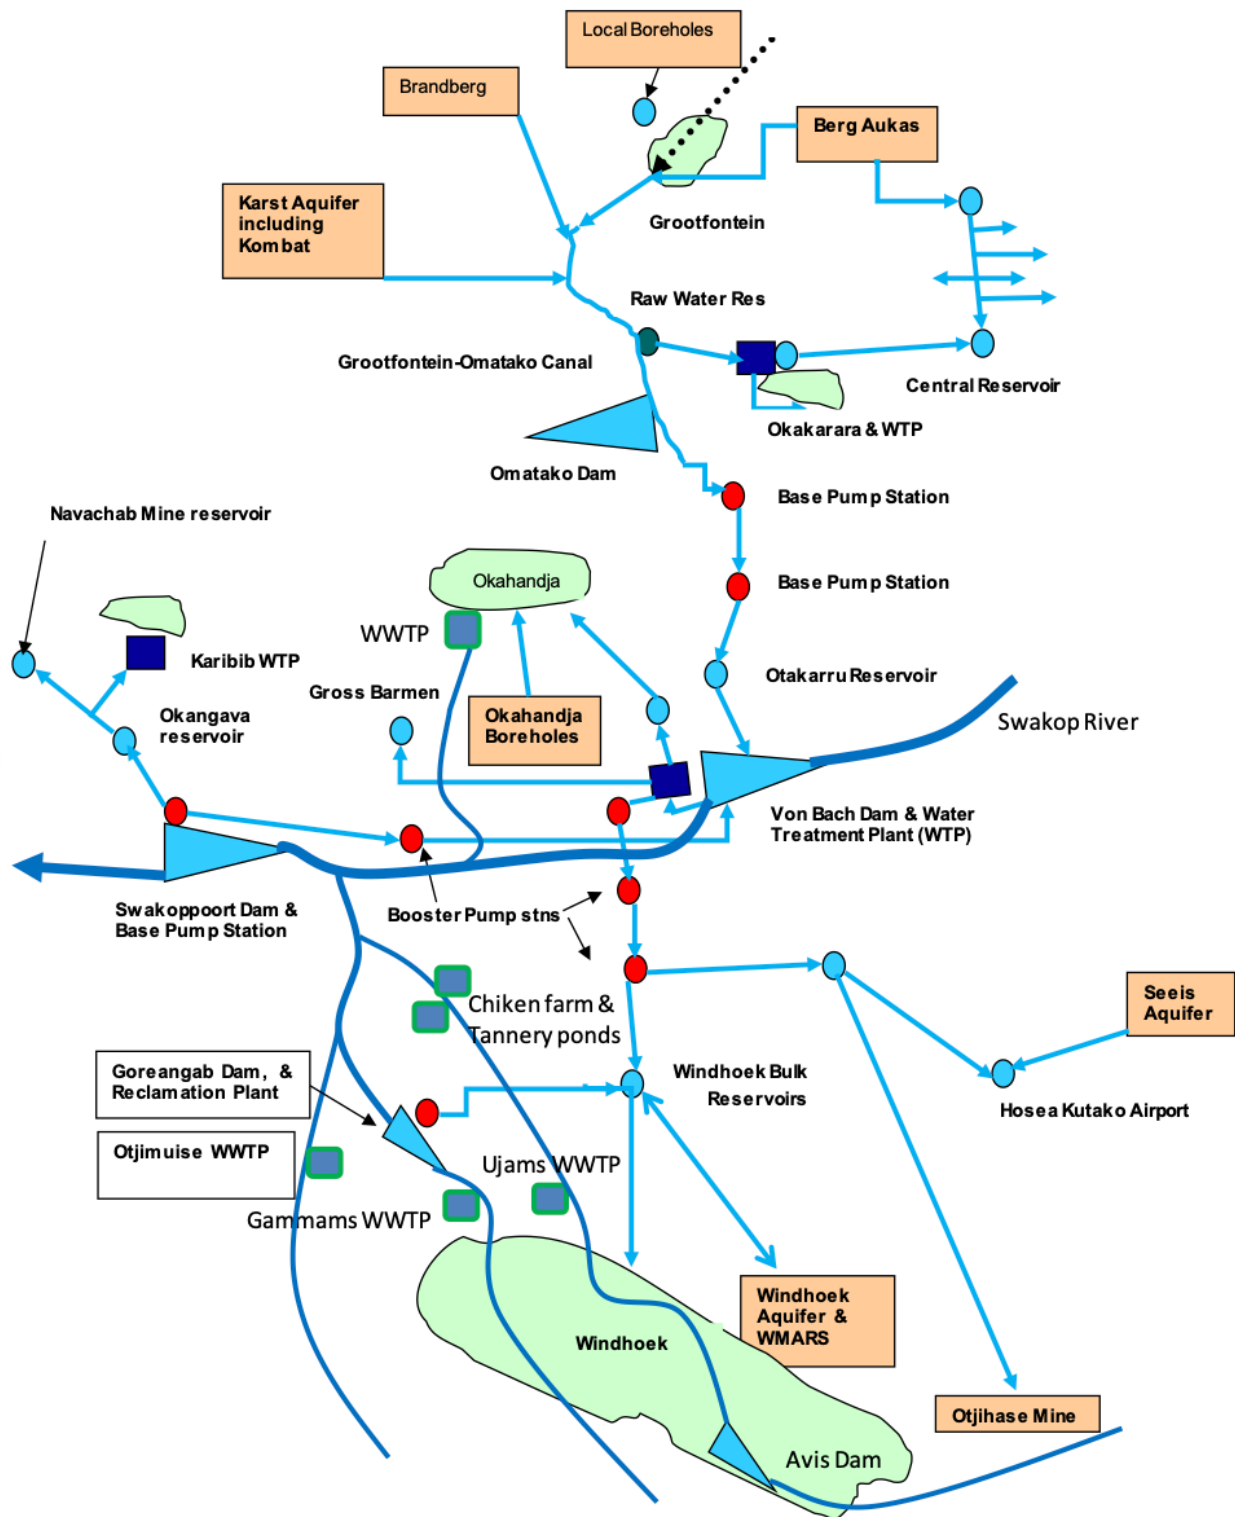 Local Boreholes
Brandberg
Berg Aukas
Karst Aquifer
including
Kombat
Grootfontein
Raw Water Res
Grootfontein-Omatako Canal
Central Reservoir
Okakarara & WTP
Omatako Dam
Base Pump Station
Navachab Mine reservoir
Base Pump Station
Okahandja
WWTP
Karibib WTP
Otakarru Reservoir
Gross Barmen
Okangava
reservoir
Okahandja
Boreholes
Swakop River
Von Bach Dam & Water
Treatment Plant (WTP)
Swakoppoort Dam &
Base Pump Station
Booster Pump stns
Chiken farm &
Tannery ponds
Seeis
Aquifer
Goreangab Dam, &
Reclamation Plant
Windhoek Bulk
Reservoirs
Hosea Kutako Airport
Otjimuise WWTP
Ujams WWTP
Gammams WWTP
Windhoek
Aquifer &
WMARS
Windhoek
Otjihase Mine
Avis Dam